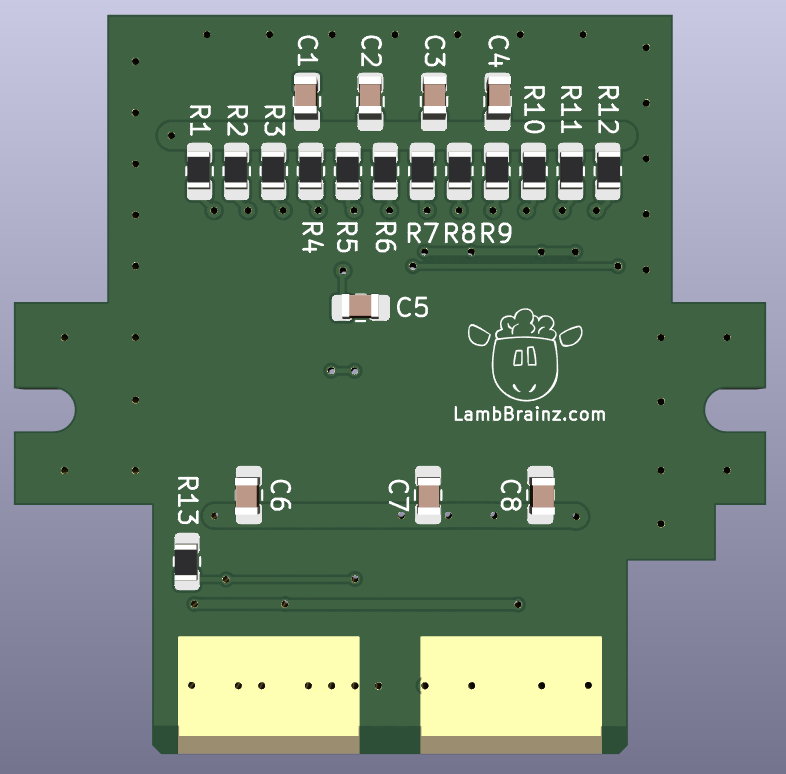 C1 C2 C3 C4
R1 R2 R3 R10 R11 R12
R4 R5 R6 R7 R8 R9
C5
LambBrainz.com
R13 C6 C7 C8